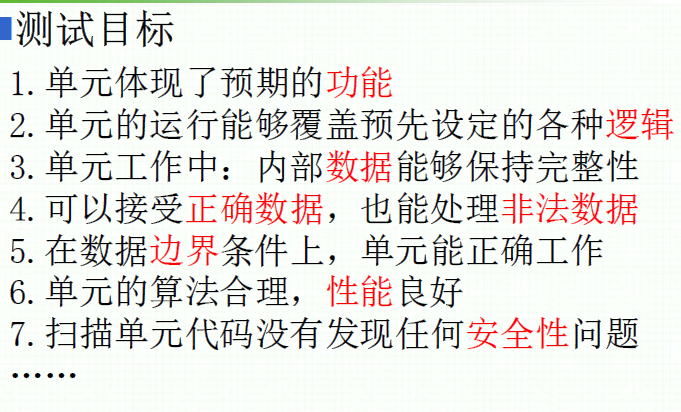 测试目标
1.单元体现了预期的功能
2.单元的运行能够覆盖预先设定的各种逻辑
3.单元工作中：内部数据能够保持完整性
4.可以接受正确数据，也能处理非法数据
5.在数据边界条件上，单元能正确工作
6.单元的算法合理，性能良好
7.扫描单元代码没有发现任何安全性问题
……